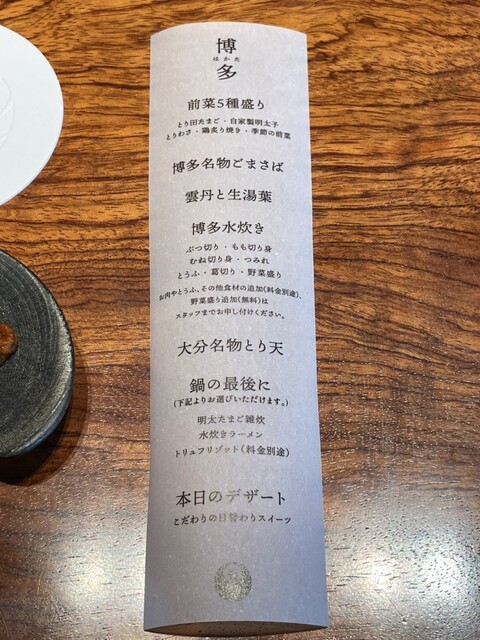 博
はかた
多
前菜5種盛り
とり田たまご・自家製明太子
とりわさ・鶏炙り焼き・季節の前菜
博多名物ごまさば
雲丹と生湯葉
博多水炊き
ぶつ切り・もも切り身
むね切り身・つみれ
とうふ・葛切り・野菜盛り
お肉やとうふ、その他食材の追加(料金別途)、
野菜盛り追加(無料)は
スタッフまでお申し付けください。
大分名物とり天
鍋の最後に
(下記よりお選びいただけます。)
明太たまご雑炊
水炊きラーメン
トリュフリゾット(料金別途)
本日のデザート
こだわりの日替わりスイーツ